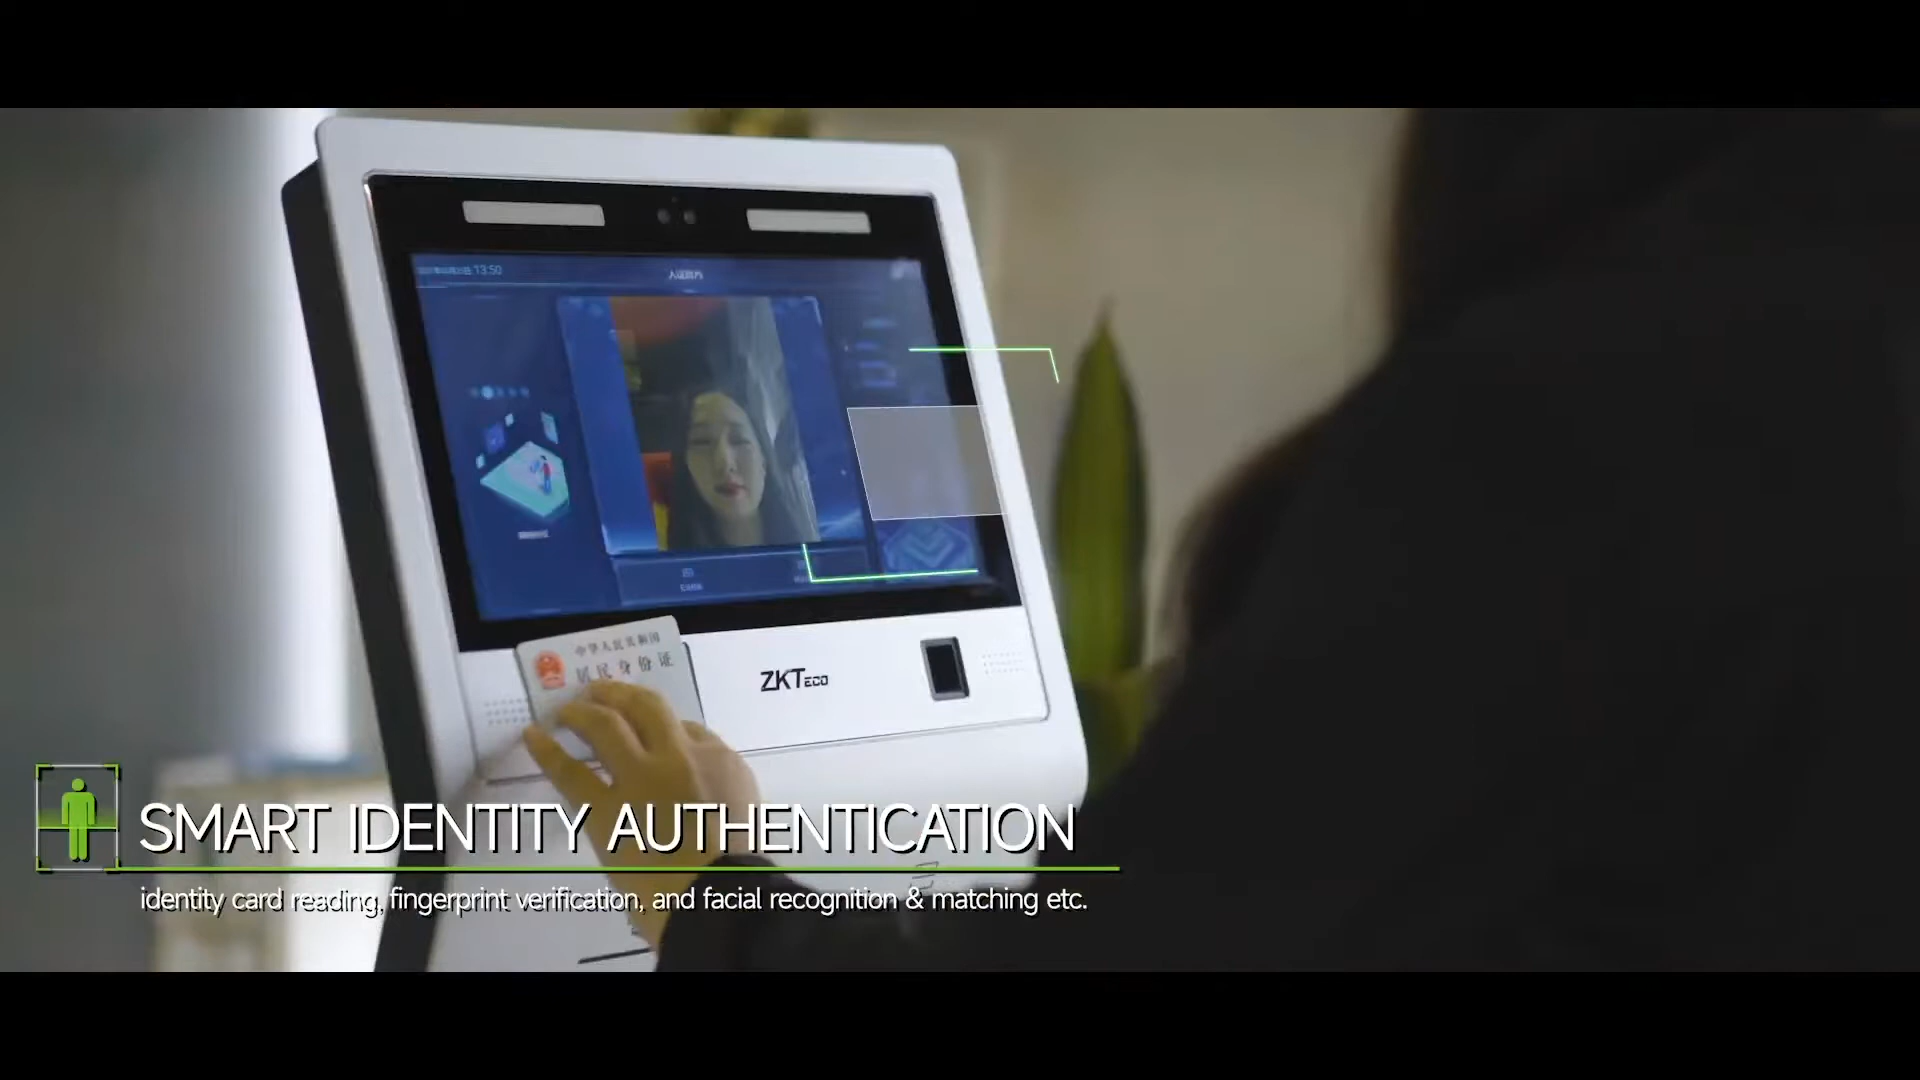 13:50
中华人民共和国
居民身份证
ZKTECO
SMART IDENTITY AUTHENTICATION
identity card reading, fingerprint verification, and facial recognition & matching etc.